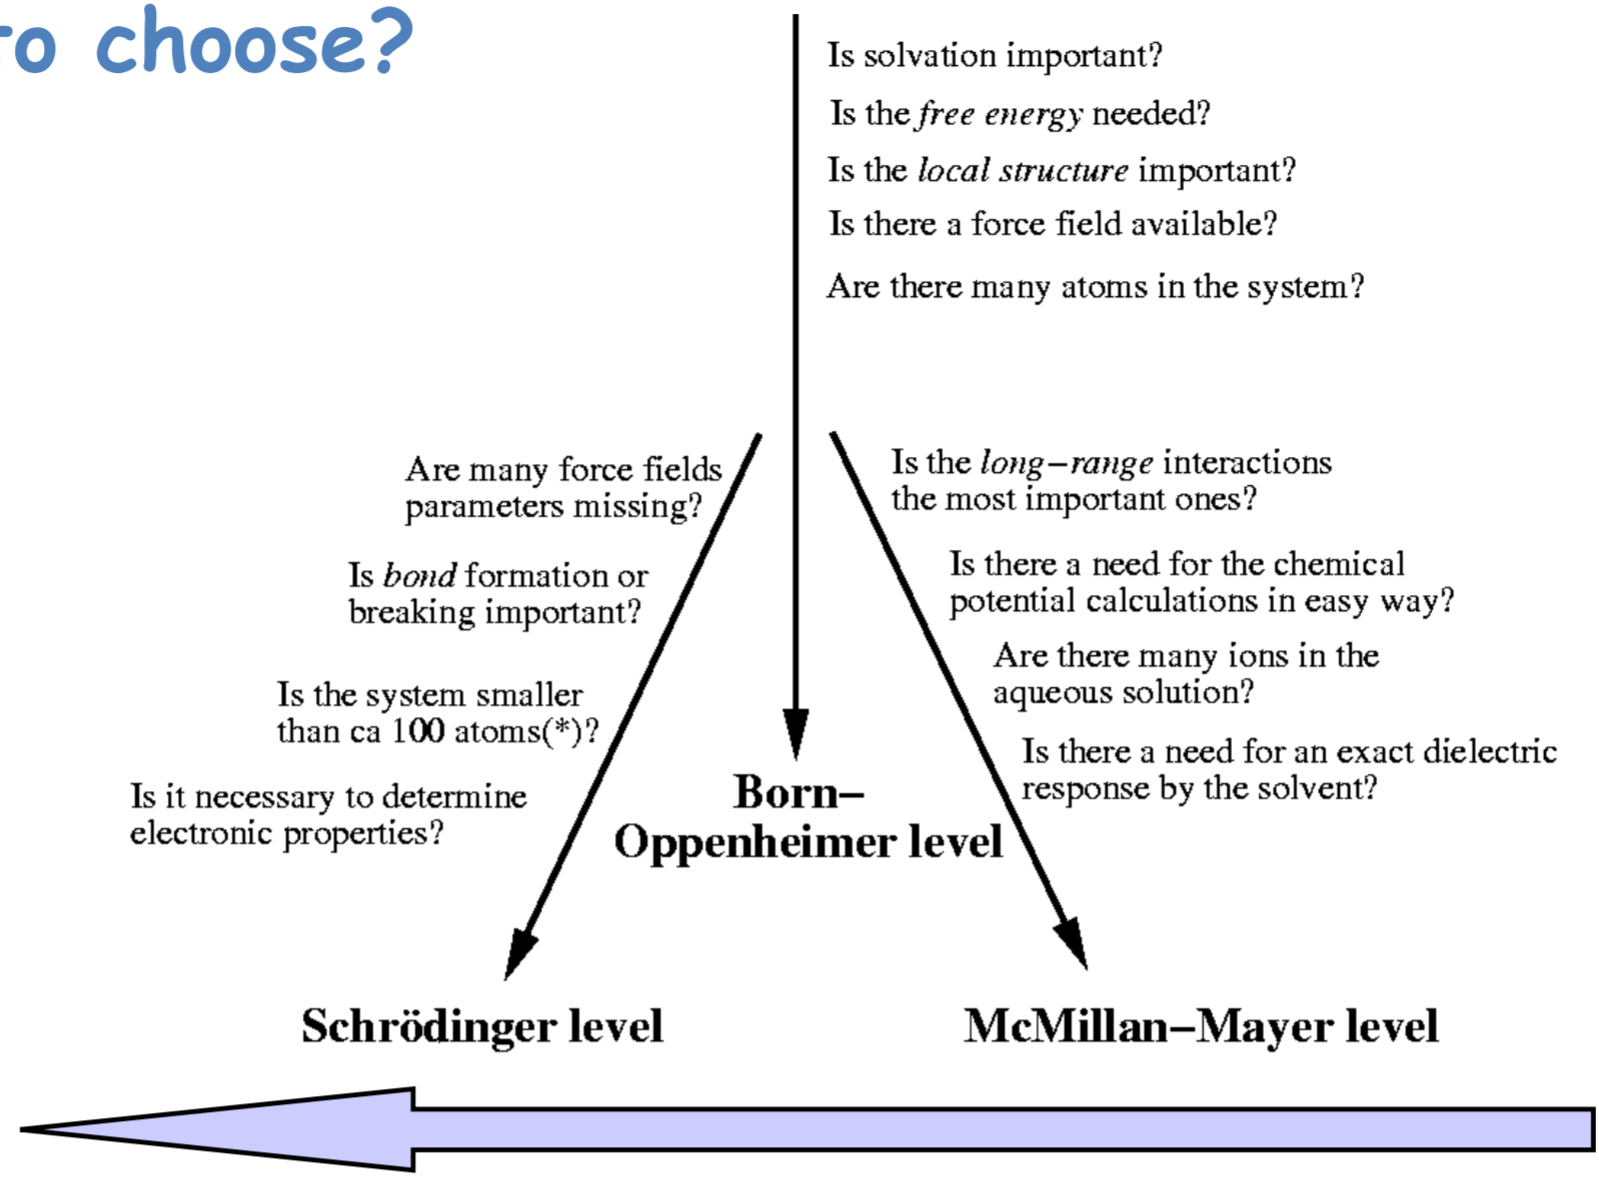 to choose?
Is solvation important?
Is the free energy needed?
Is the local structure important?
Is there a force field available?
Are there many atoms in the system?
Are many force fields
parameters missing?
Is bond formation or
breaking important?
Is the system smaller
than ca 100 atoms(*)?
Is it necessary to determine
electronic properties?
Is the long-range interactions
the most important ones?
Is there a need for the chemical
potential calculations in easy way?
Are there many ions in the
aqueous solution?
Is there a need for an exact dielectric
response by the solvent?
Born-
Oppenheimer level
Schrödinger level
McMillan-Mayer level